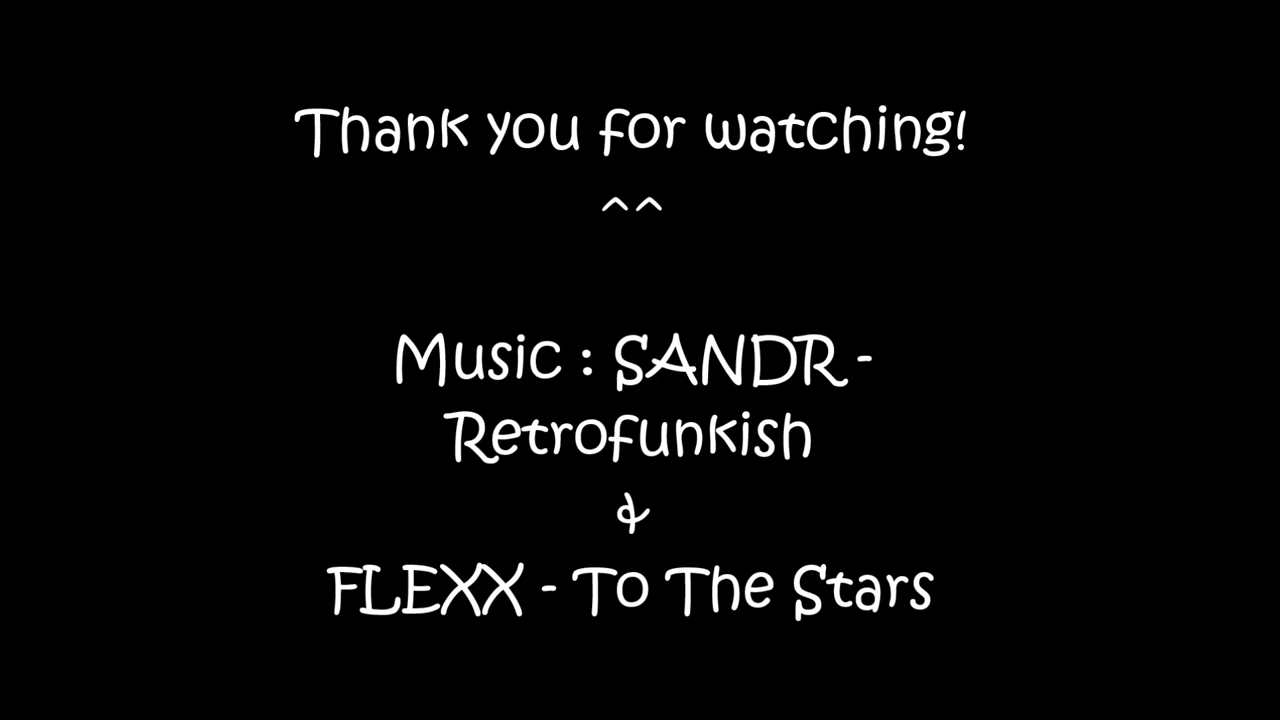 Thank you for watching!
^^
Music : SANDR -
Retrofunkish
&
FLEXX - To The Stars